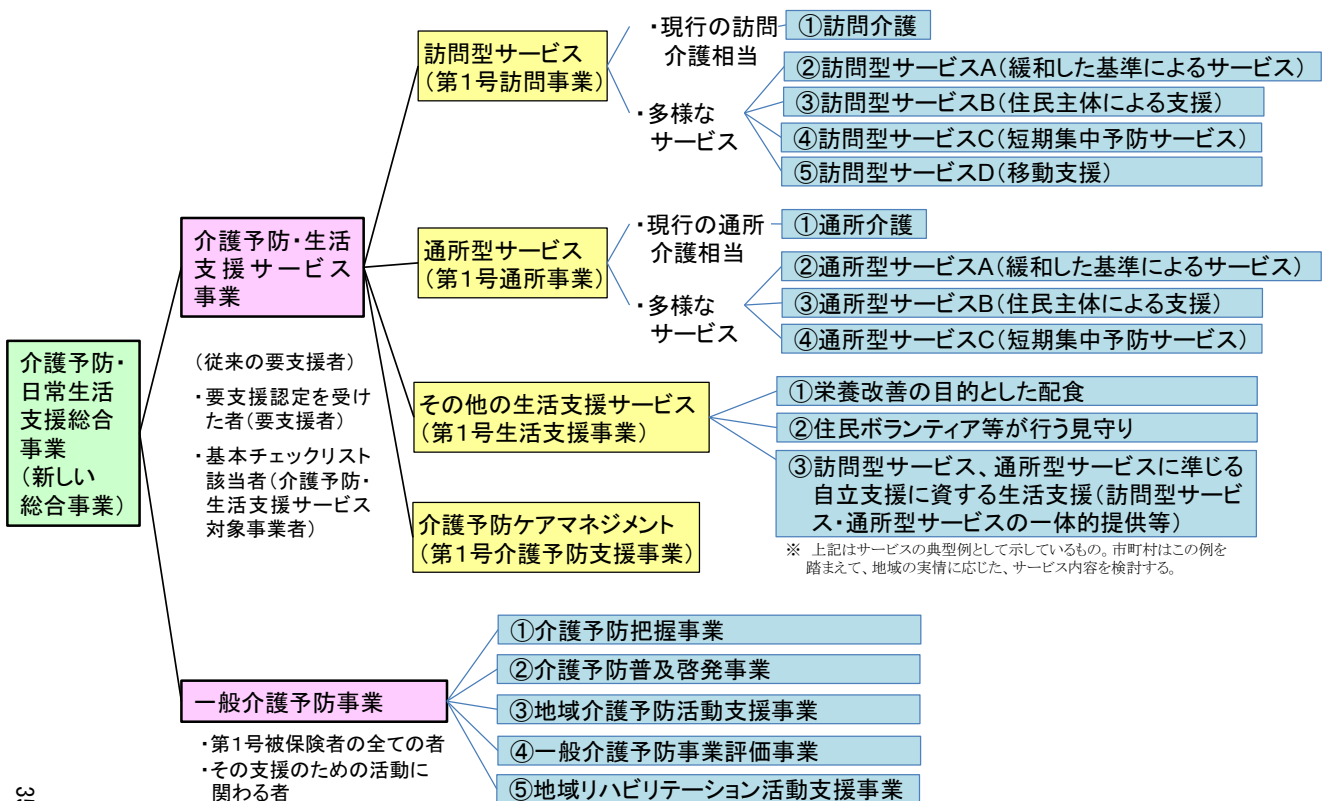 介護予防・
日常生活
支援総合
事業
(新しい
総合事業)
介護予防・生活
支援サービス
事業
(従来の要支援者)
・要支援認定を受け
た者(要支援者)
・基本チェックリスト
該当者(介護予防・
生活支援サービス
対象事業者)
訪問型サービス
(第1号訪問事業)
・現行の訪問
介護相当
①訪問介護
・多様な
サービス
②訪問型サービスA(緩和した基準によるサービス)
③訪問型サービスB(住民主体による支援)
④訪問型サービスC(短期集中予防サービス)
⑤訪問型サービスD(移動支援)
通所型サービス
(第1号通所事業)
・現行の通所
介護相当
①通所介護
・多様な
サービス
②通所型サービスA(緩和した基準によるサービス)
③通所型サービスB(住民主体による支援)
④通所型サービスC(短期集中予防サービス)
その他の生活支援サービス
(第1号生活支援事業)
①栄養改善の目的とした配食
②住民ボランティア等が行う見守り
③訪問型サービス、通所型サービスに準じる
自立支援に資する生活支援(訪問型サービ
ス・通所型サービスの一体的提供等)
※ 上記はサービスの典型例として示しているもの。市町村はこの例を
踏まえて、地域の実情に応じた、サービス内容を検討する。
介護予防ケアマネジメント
(第1号介護予防支援事業)
一般介護予防事業
・第1号被保険者の全ての者
・その支援のための活動に
関わる者
①介護予防把握事業
②介護予防普及啓発事業
③地域介護予防活動支援事業
④一般介護予防事業評価事業
⑤地域リハビリテーション活動支援事業